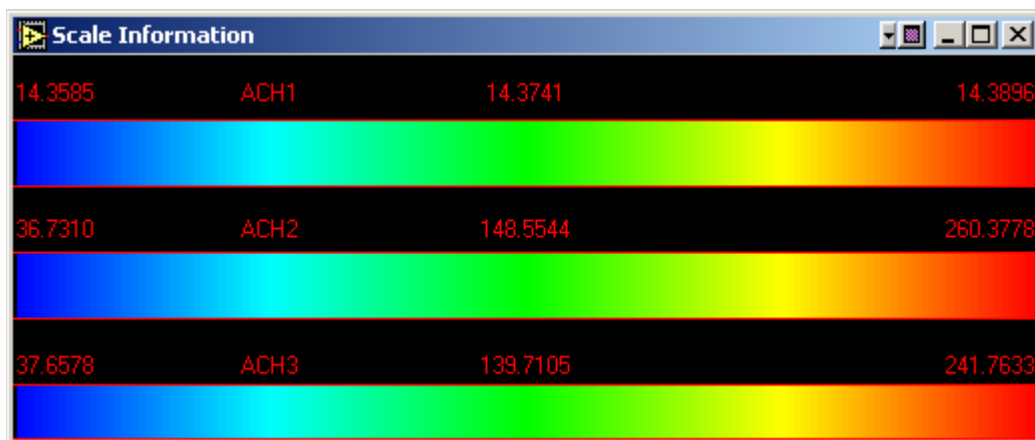 Scale Information
14.3585 ACH1 14.3741 14.3896
36.7310 ACH2 148.5544 260.3778
37.6578 ACH3 139.7105 241.7633